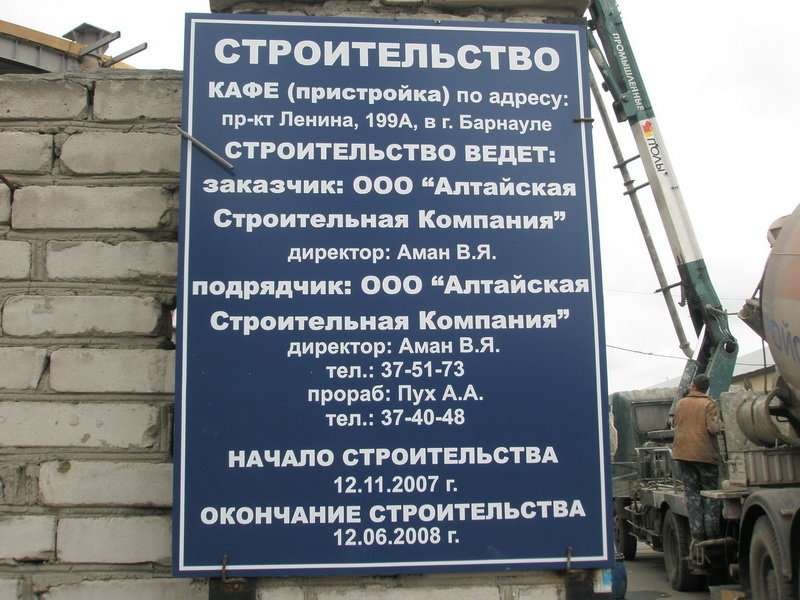 СТРОИТЕЛЬСТВО
КАФЕ (пристройка) по адресу:
пр-кт Ленина, 199А, в г. Барнауле
СТРОИТЕЛЬСТВО ВЕДЕТ:
заказчик: ООО “Алтайская
Строительная Компания”
директор: Аман В.Я.
подрядчик: ООО “Алтайская
Строительная Компания”
директор: Аман В.Я.
тел.: 37-51-73
прораб: Пух А.А.
тел.: 37-40-48
НАЧАЛО СТРОИТЕЛЬСТВА
12.11.2007 г.
ОКОНЧАНИЕ СТРОИТЕЛЬСТВА
12.06.2008 г.
ПРОМЫШЛЕННЫЕ
ПОЛЫ